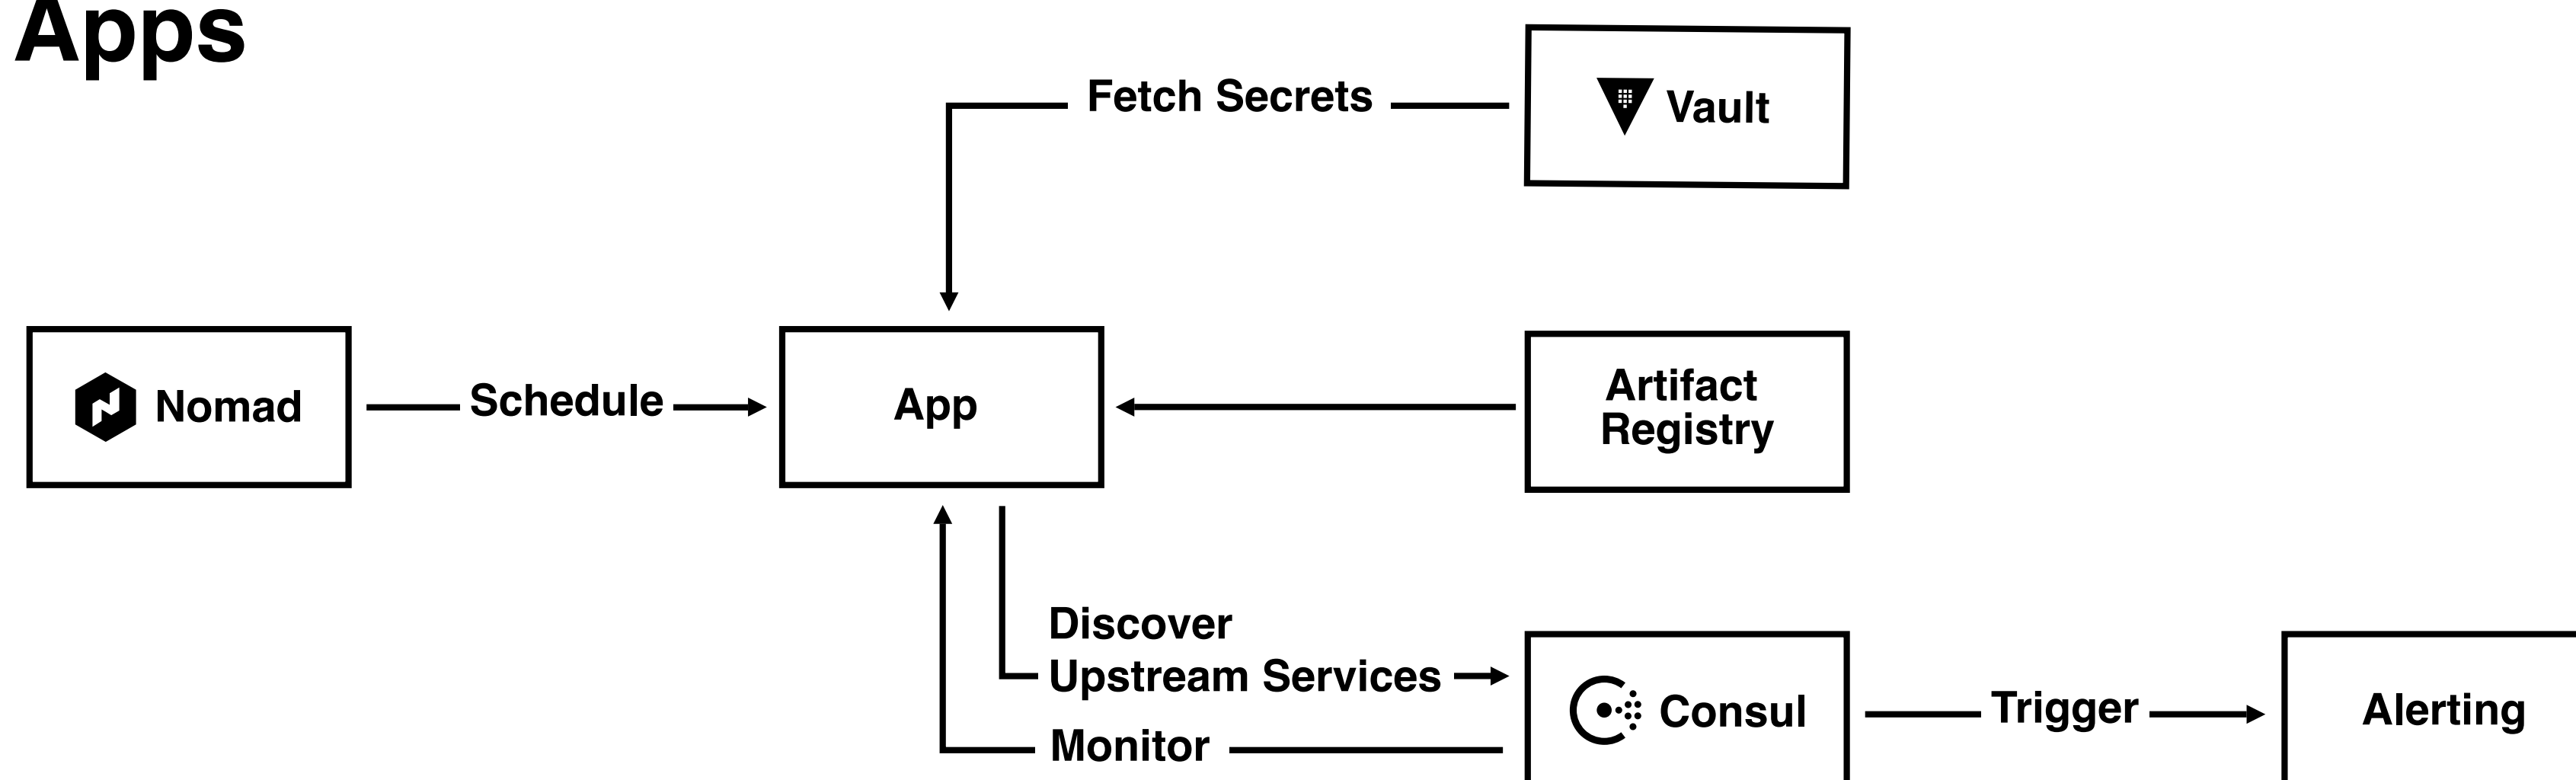 Apps
Fetch Secrets
Vault
Nomad
Schedule
App
Artifact
Registry
Discover
Upstream Services
Monitor
Consul
Trigger
Alerting